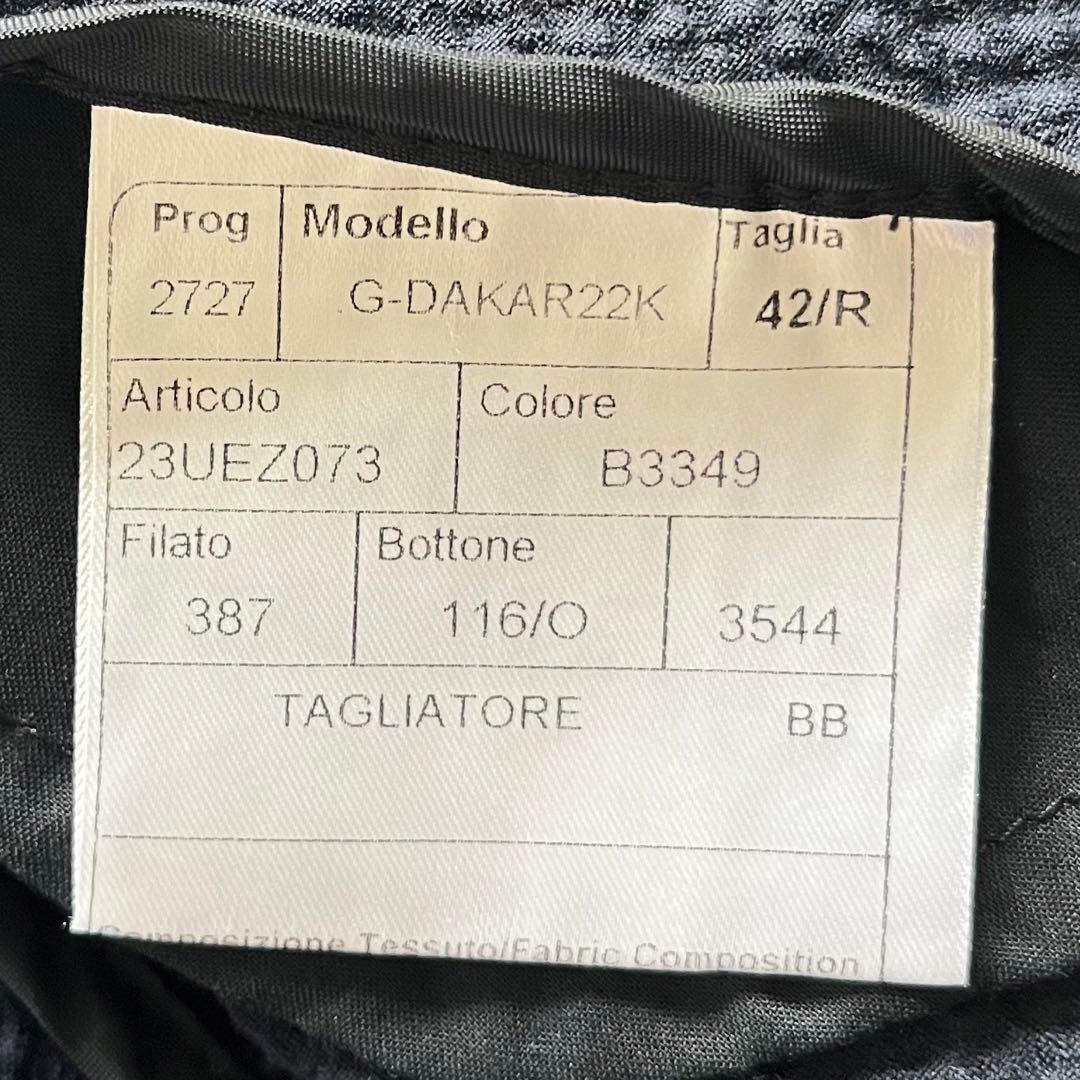 Prog Modello Taglia
2727 G-DAKAR22K 42/R
Articolo Colore
23UEZ073 B3349
Filato Bottone
387 116/O 3544
TAGLIATORE BB
Composizione Tessuto/Fabric Composition